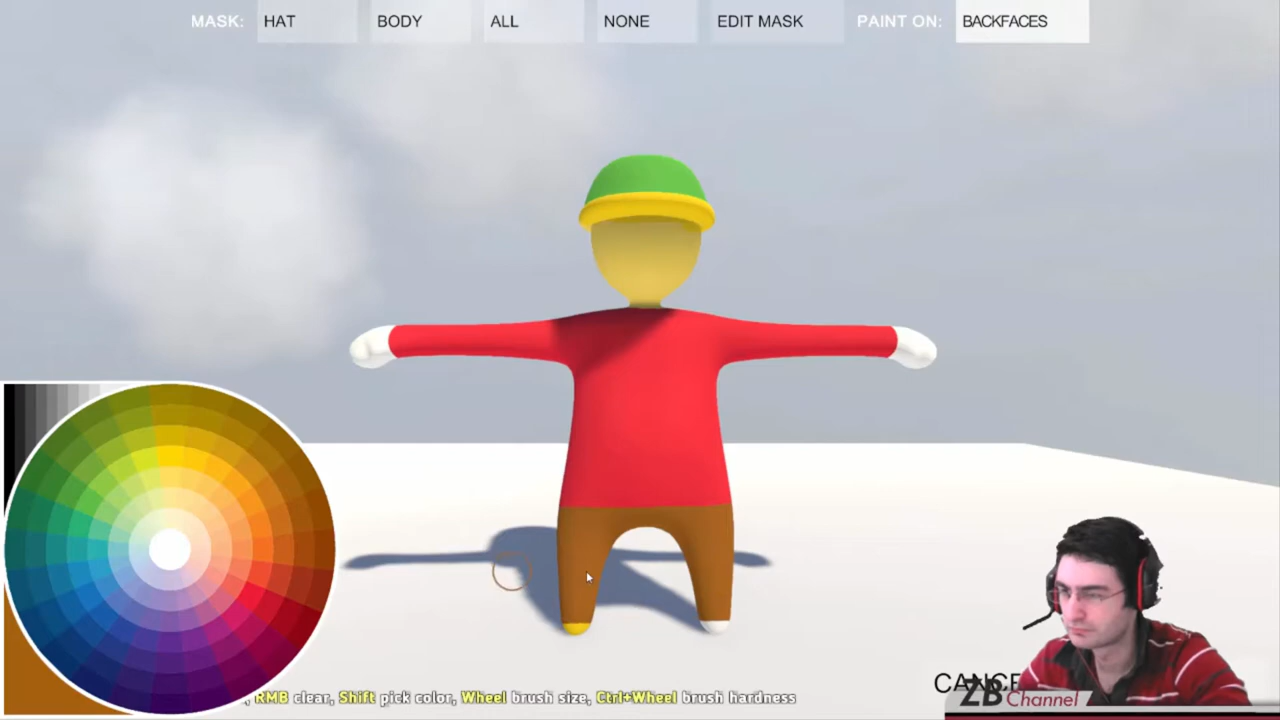 MASK: HAT BODY ALL NONE EDIT MASK PAINT ON: BACKFACES
RMB clear, Shift pick color, Wheel brush size, Ctrl+Wheel brush hardness
ZB Channel